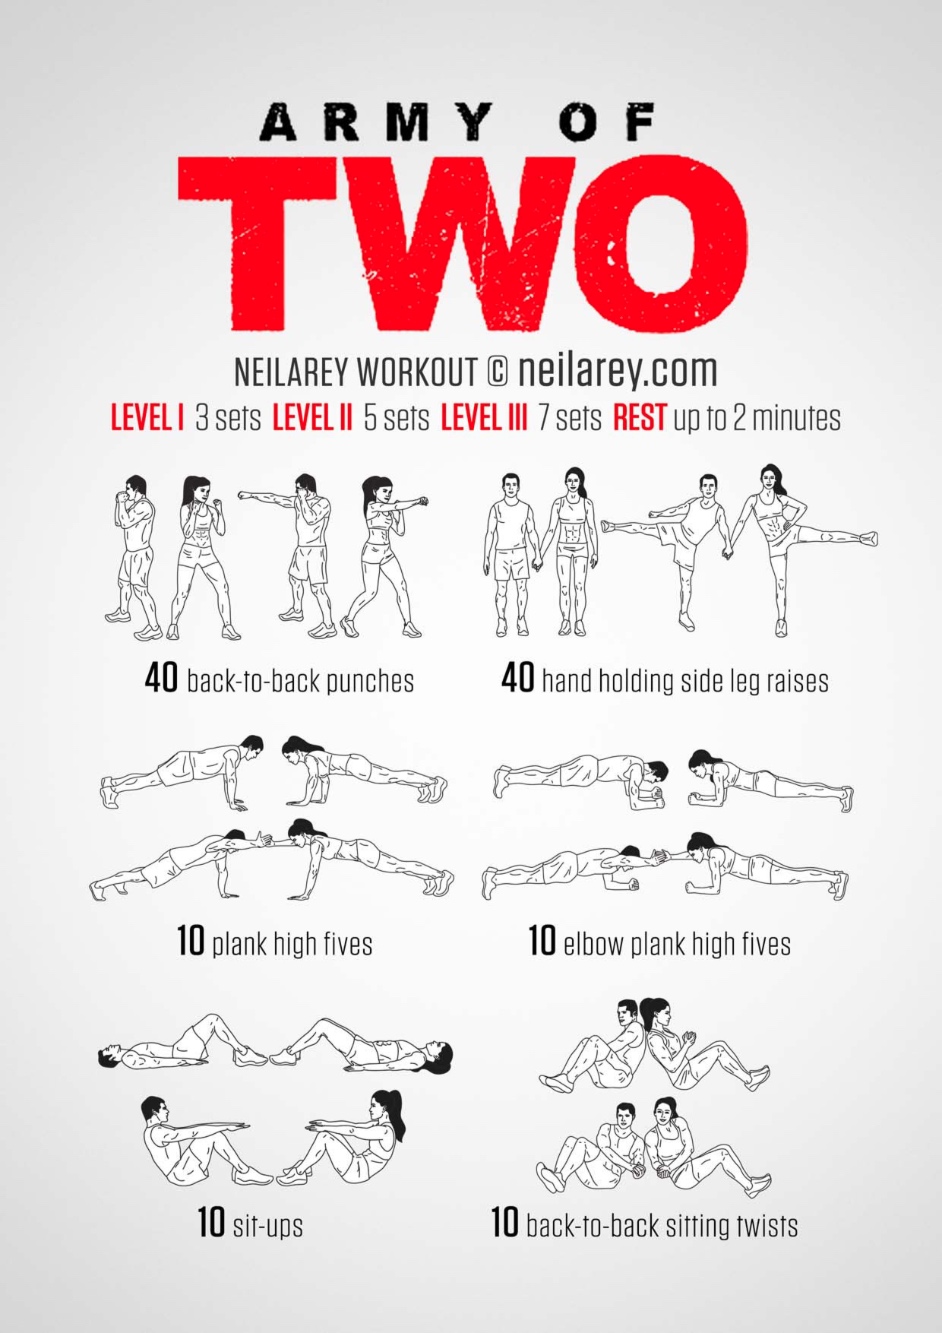 ARMY OF
TWO
NEILAREY WORKOUT © neilarey.com
LEVEL I 3 sets LEVEL II 5 sets LEVEL III 7 sets REST up to 2 minutes
40 back-to-back punches
40 hand holding side leg raises
10 plank high fives
10 elbow plank high fives
10 sit-ups
10 back-to-back sitting twists